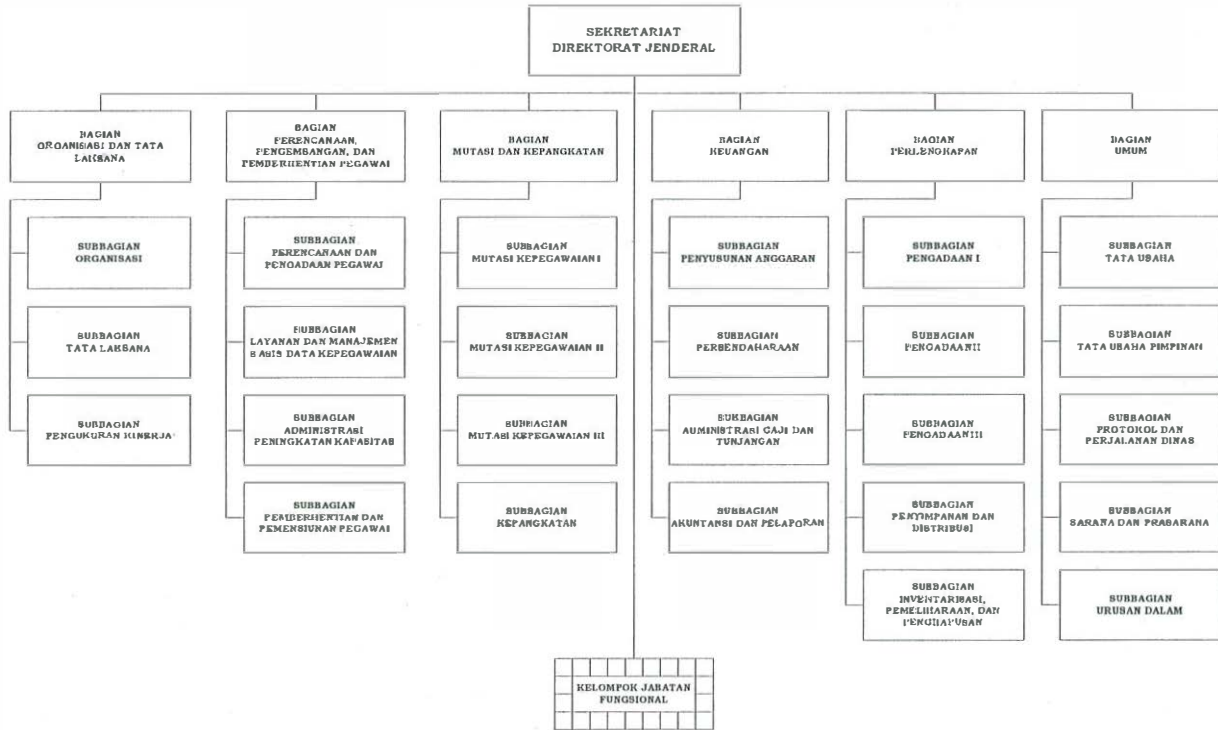 SEKRETARIAT
DIREKTORAT JENDERAL
BAGIAN
ORGANISASI DAN TATA
LAKSANA
BAGIAN
PERENCANAAN,
PENGEMBANGAN, DAN
PEMBERHENTIAN PEGAWAI
BAGIAN
MUTASI DAN KEPANGKATAN
BAGIAN
KEUANGAN
BAGIAN
PERLENGKAPAN
BAGIAN
UMUM
SUBBAGIAN
ORGANISASI
SUBBAGIAN
PERENCANAAN DAN
PENGADAAN PEGAWAI
SUBBAGIAN
MUTASI KEPEGAWAIAN I
SUBBAGIAN
PENYUSUNAN ANGGARAN
SUBBAGIAN
PENGADAAN I
SUBBAGIAN
TATA USAHA
SUBBAGIAN
TATA LAKSANA
SUBBAGIAN
LAYANAN DAN MANAJEMEN
BASIS DATA KEPEGAWAIAN
SUBBAGIAN
MUTASI KEPEGAWAIAN II
SUBBAGIAN
PERBENDAHARAAN
SUBBAGIAN
PENGADAAN II
SUBBAGIAN
TATA USAHA PIMPINAN
SUBBAGIAN
PENGUKURAN KINERJA
SUBBAGIAN
ADMINISTRASI
PENINGKATAN KAPASITAS
SUBBAGIAN
MUTASI KEPEGAWAIAN III
SUBBAGIAN
ADMINISTRASI GAJI DAN
TUNJANGAN
SUBBAGIAN
PENGADAAN III
SUBBAGIAN
PROTOKOL DAN
PERJALANAN DINAS
SUBBAGIAN
PEMBERHENTIAN DAN
PEMENSIUNAN PEGAWAI
SUBBAGIAN
KEPANGKATAN
SUBBAGIAN
AKUNTANSI DAN PELAPORAN
SUBBAGIAN
PENYIMPANAN DAN
DISTRIBUSI
SUBBAGIAN
SARANA DAN PRASARANA
SUBBAGIAN
INVENTARISASI,
PEMELIHARAAN, DAN
PENGHAPUSAN
SUBBAGIAN
URUSAN DALAM
KELOMPOK JABATAN
FUNGSIONAL